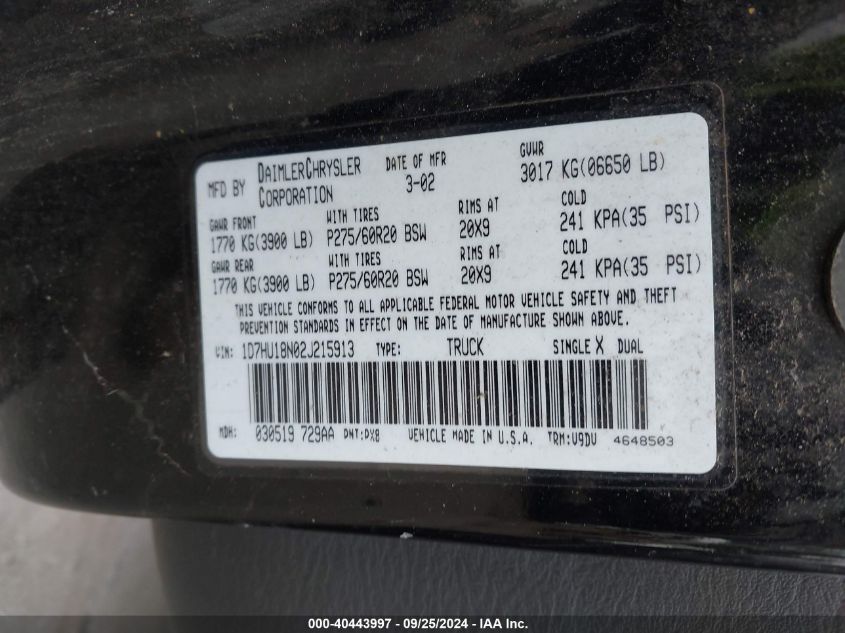 MFD BY DAIMLERCHRYSLER CORPORATION DATE OF MFR 3-02 GVWR 3017 KG(06650 LB)
GAWR FRONT WITH TIRES RIMS AT COLD
1770 KG(3900 LB) P275/60R20 BSW 20X9 241 KPA(35 PSI)
GAWR REAR WITH TIRES RIMS AT COLD
1770 KG(3900 LB) P275/60R20 BSW 20X9 241 KPA(35 PSI)
THIS VEHICLE CONFORMS TO ALL APPLICABLE FEDERAL MOTOR VEHICLE SAFETY AND THEFT
PREVENTION STANDARDS IN EFFECT ON THE DATE OF MANUFACTURE SHOWN ABOVE.
VIN: 1D7HU18N02J215913 TYPE: TRUCK SINGLE X DUAL
MDH: 030519 729AA PNT:PX8 VEHICLE MADE IN U.S.A. TRM:V9DV 4648503
000-40443997 - 09/25/2024 - IAA Inc.